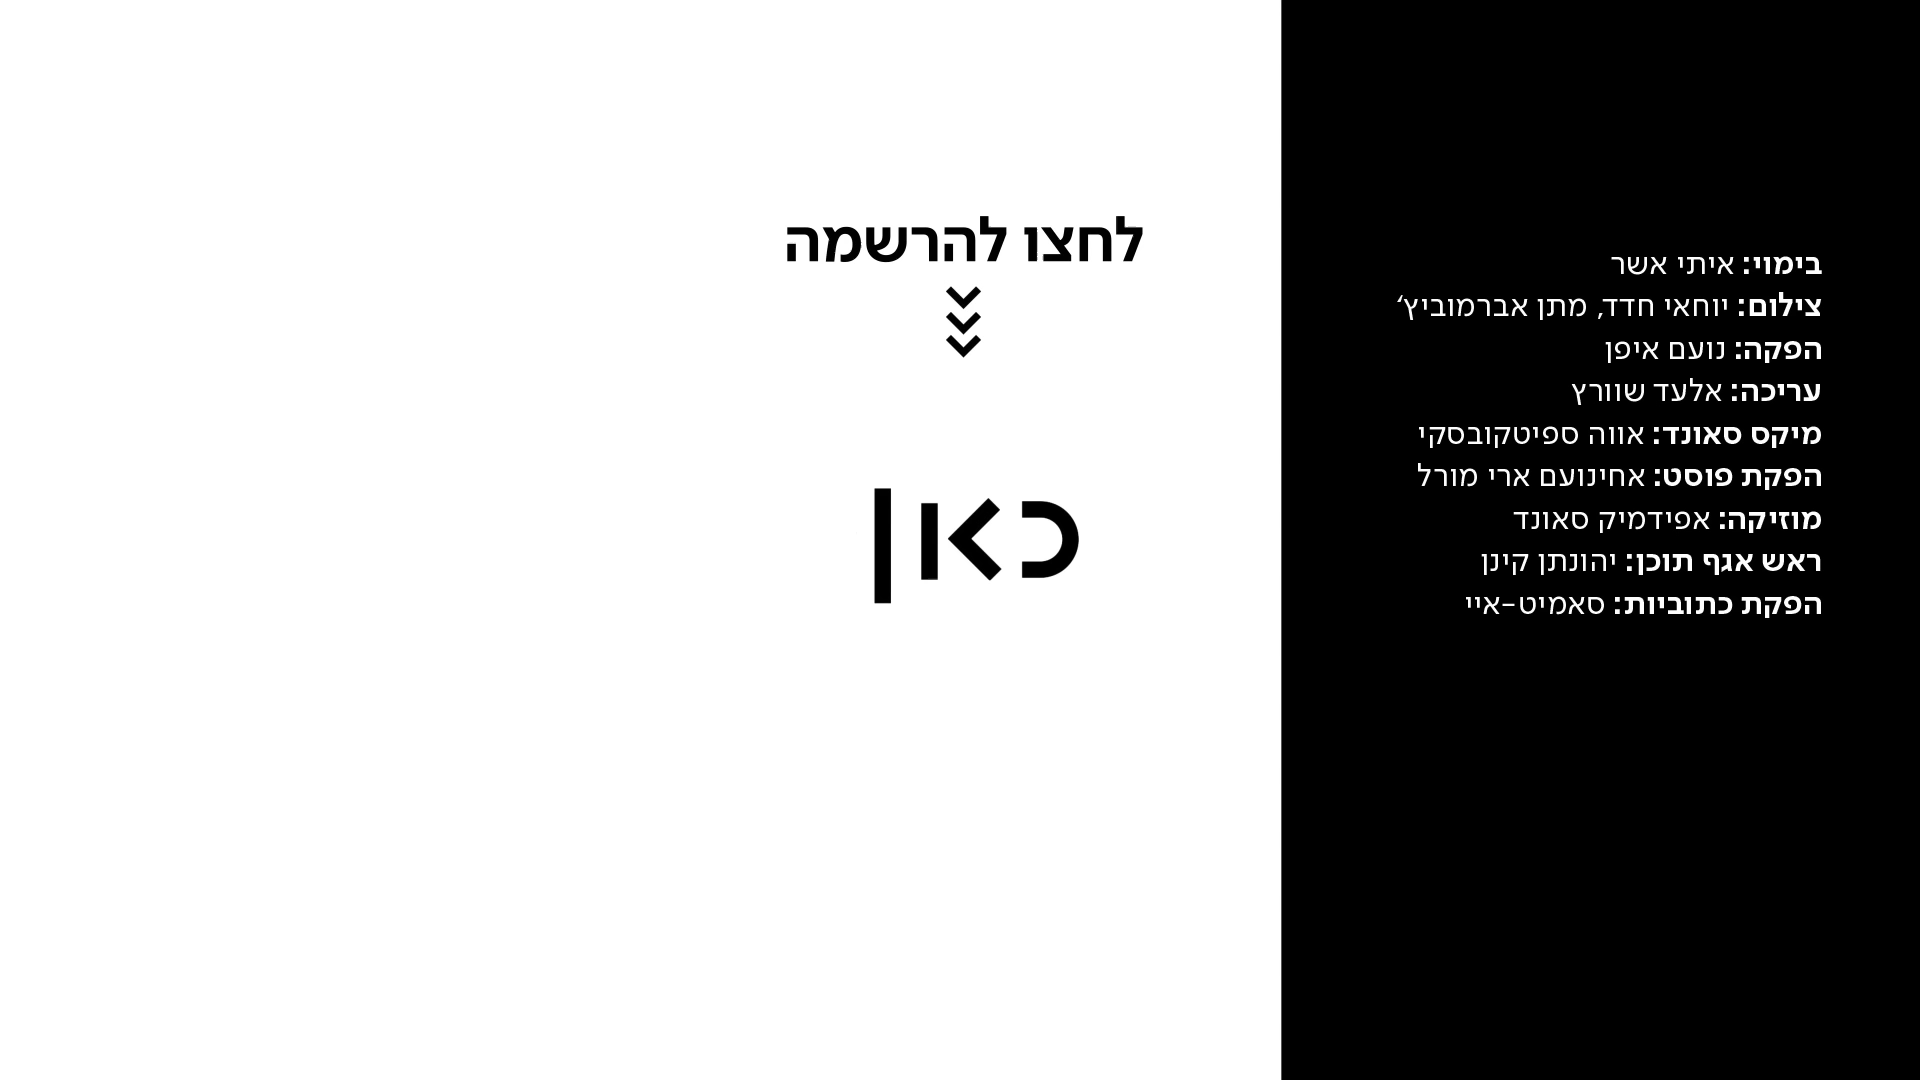 לחצו להרשמה
כאן
בימוי: איתי אשר
צילום: יוחאי חדד, מתן אברמוביץ'
הפקה: נועם איפן
עריכה: אלעד שוורץ
מיקס סאונד: אווה ספיטקובסקי
הפקת פוסט: אחינועם ארי מורל
מוזיקה: אפידמיק סאונד
ראש אגף תוכן: יהונתן קינן
הפקת כתוביות: סאמיט-איי